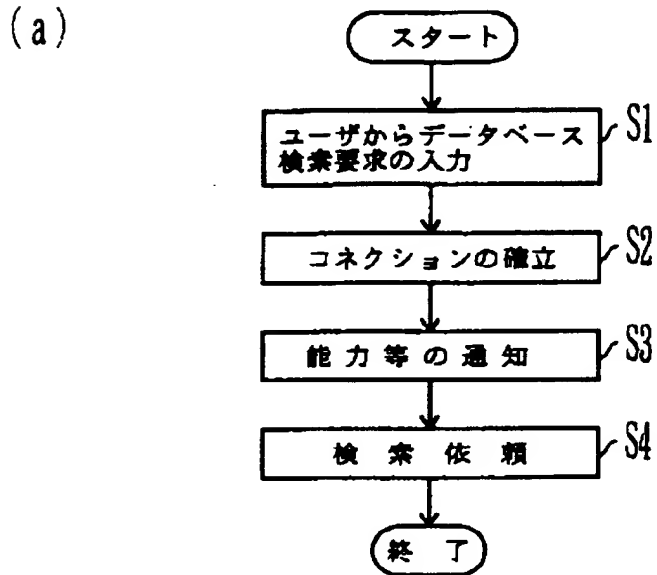 (a)
スタート
ユーザからデータベース
検索要求の入力
S1
コネクションの確立
S2
能力等の通知
S3
検索依頼
S4
終了